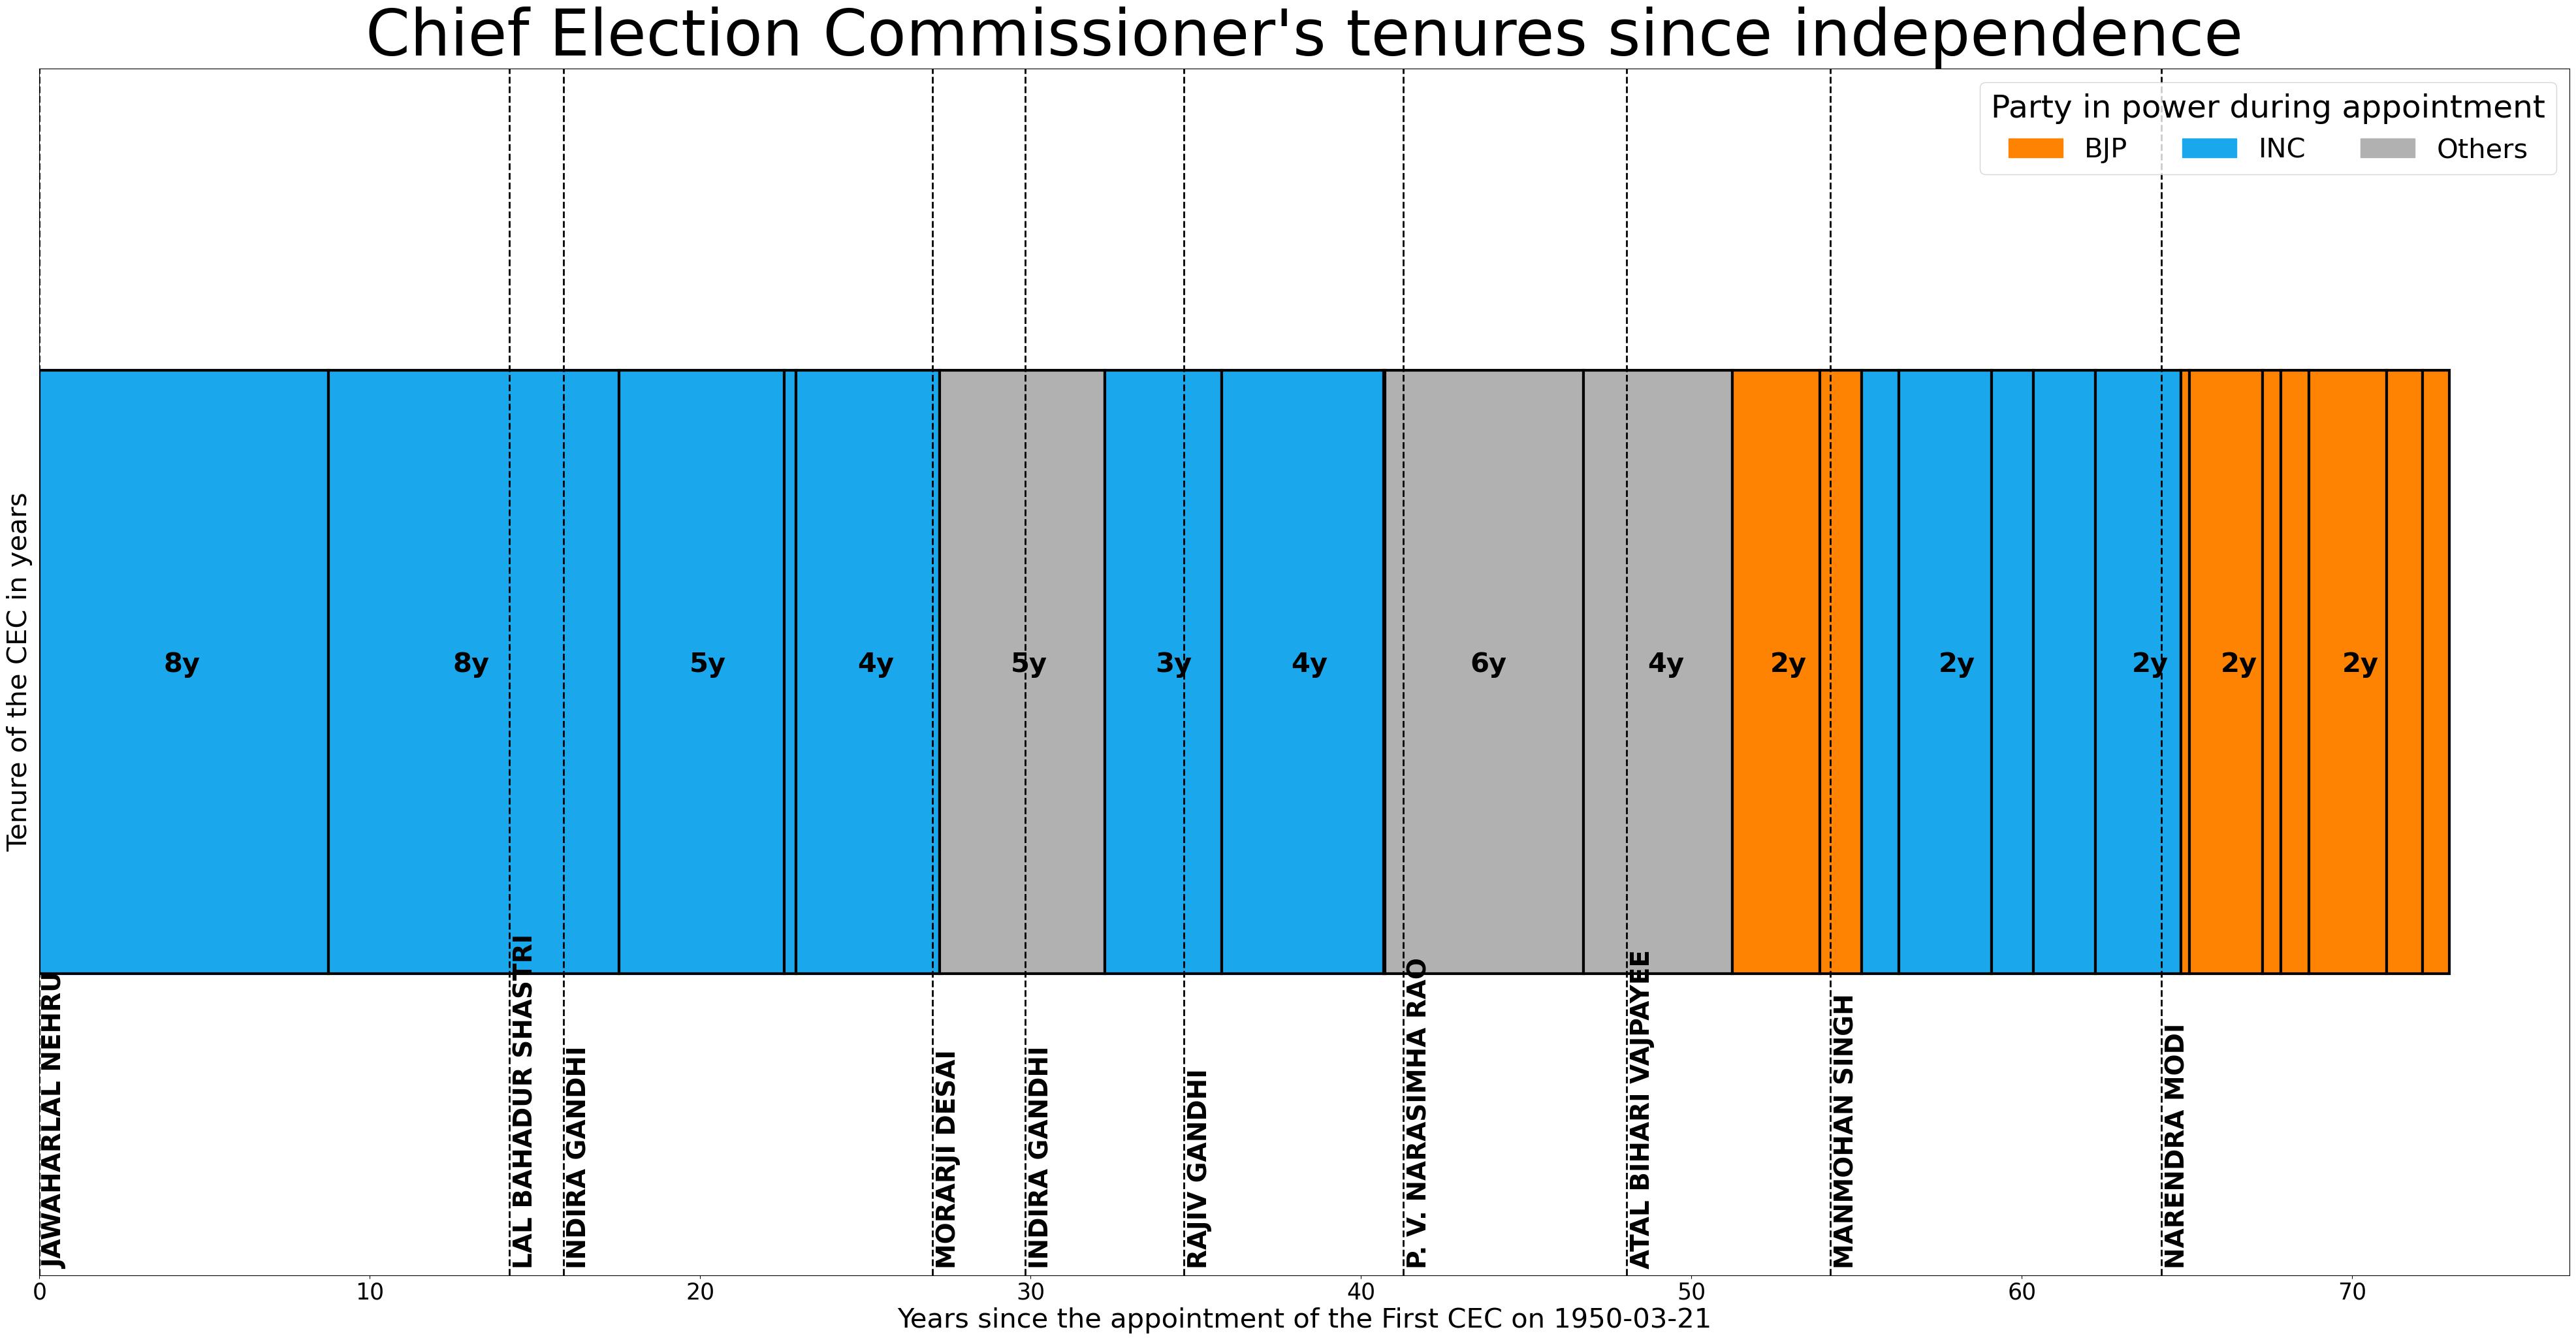 Chief Election Commissioner's tenures since independence
Party in power during appointment
BJP INC Others
Tenure of the CEC in years
8y 8y 5y 4y 5y 3y 4y 6y 4y 2y 2y 2y 2y 2y
JAWAHARLAL NEHRU
LAL BAHADUR SHASTRI
INDIRA GANDHI
MORARJI DESAI
INDIRA GANDHI
RAJIV GANDHI
P. V. NARASIMHA RAO
ATAL BIHARI VAJPAYEE
MANMOHAN SINGH
NARENDRA MODI
0 10 20 30 40 50 60 70
Years since the appointment of the First CEC on 1950-03-21